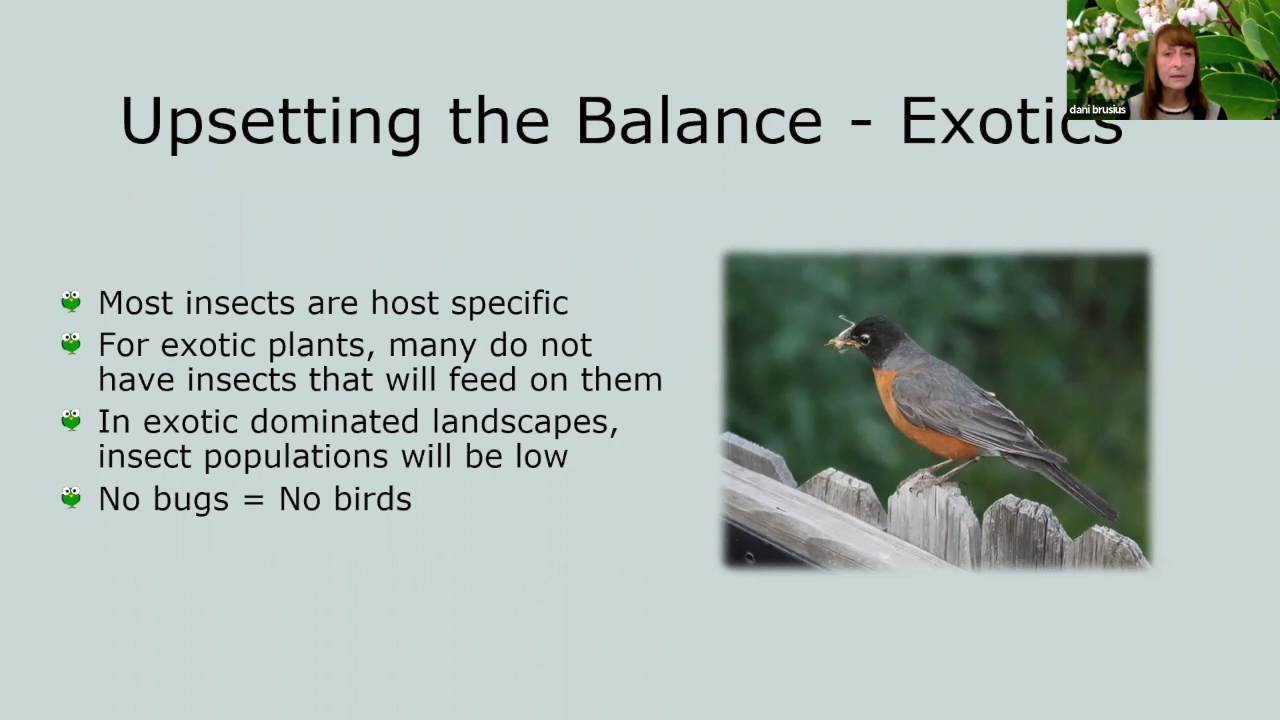 dani brusius
Upsetting the Balance - Exotics
Most insects are host specific
For exotic plants, many do not
have insects that will feed on them
In exotic dominated landscapes,
insect populations will be low
No bugs = No birds